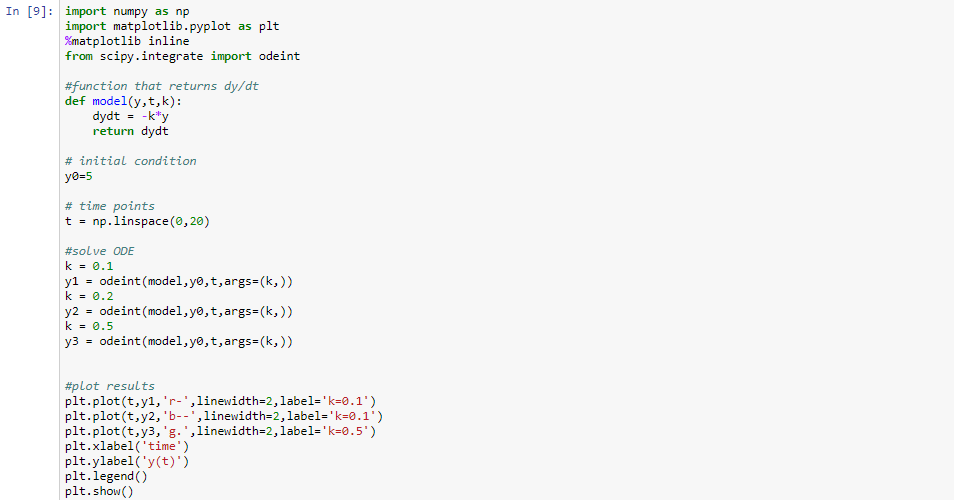 In [9]: import numpy as np
import matplotlib.pyplot as plt
%matplotlib inline
from scipy.integrate import odeint

#function that returns dy/dt
def model(y,t,k):
    dydt = -k*y
    return dydt

# initial condition
y0=5

# time points
t = np.linspace(0,20)

#solve ODE
k = 0.1
y1 = odeint(model,y0,t,args=(k,))
k = 0.2
y2 = odeint(model,y0,t,args=(k,))
k = 0.5
y3 = odeint(model,y0,t,args=(k,))


#plot results
plt.plot(t,y1,'r-',linewidth=2,label='k=0.1')
plt.plot(t,y2,'b--',linewidth=2,label='k=0.1')
plt.plot(t,y3,'g.',linewidth=2,label='k=0.5')
plt.xlabel('time')
plt.ylabel('y(t)')
plt.legend()
plt.show()